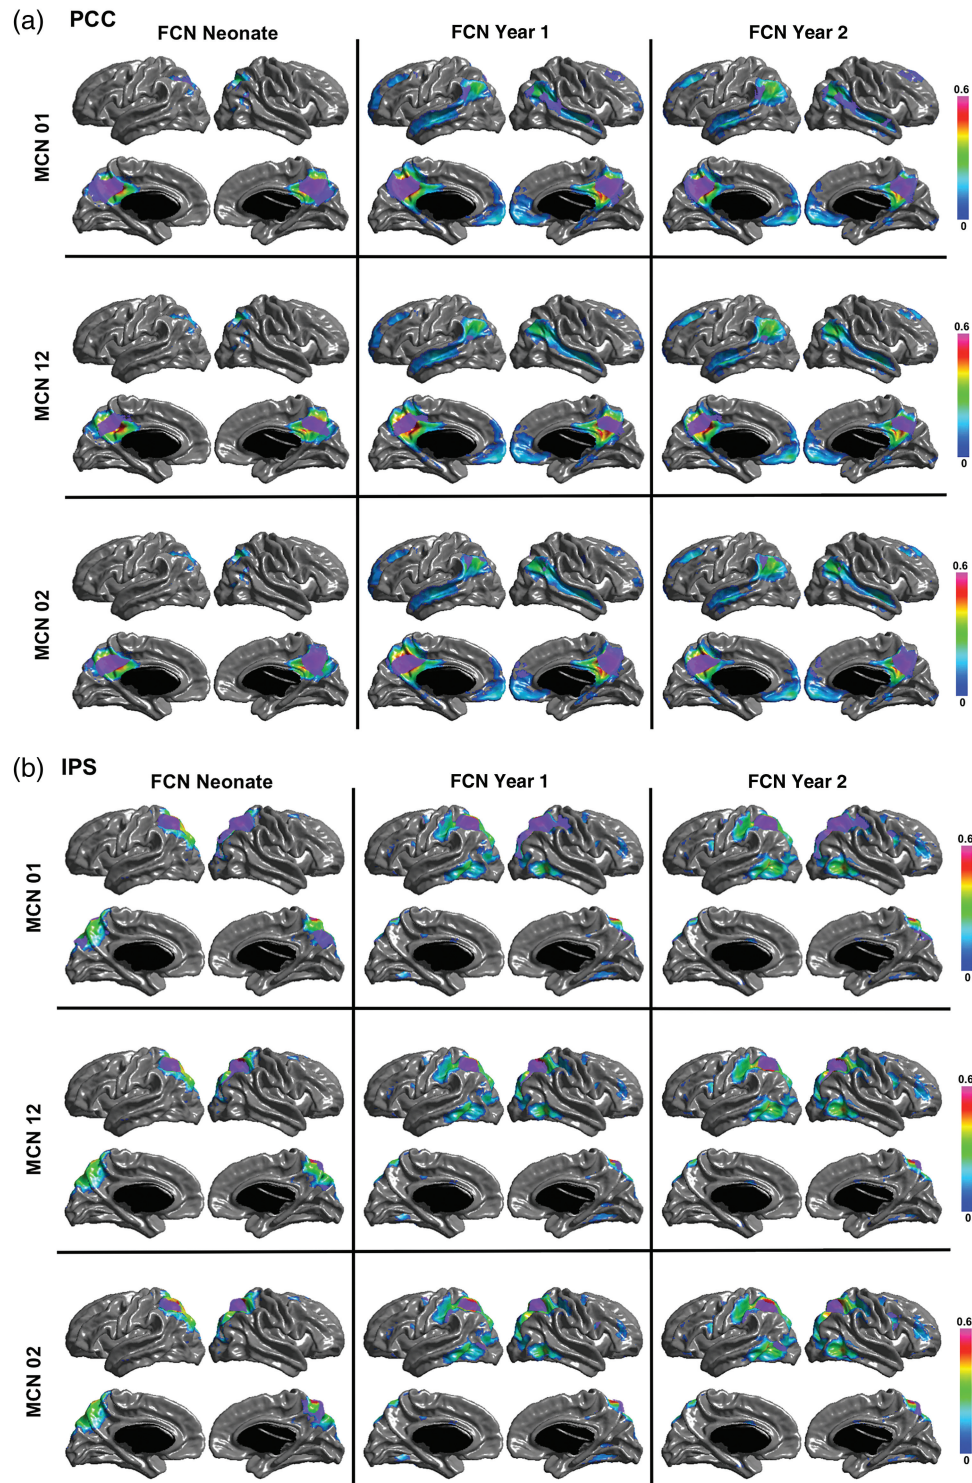 (a) PCC
FCN Neonate FCN Year 1 FCN Year 2
MCN 01
0.6
0
MCN 12
0.6
0
MCN 02
0.6
0
(b) IPS
FCN Neonate FCN Year 1 FCN Year 2
MCN 01
0.6
0
MCN 12
0.6
0
MCN 02
0.6
0